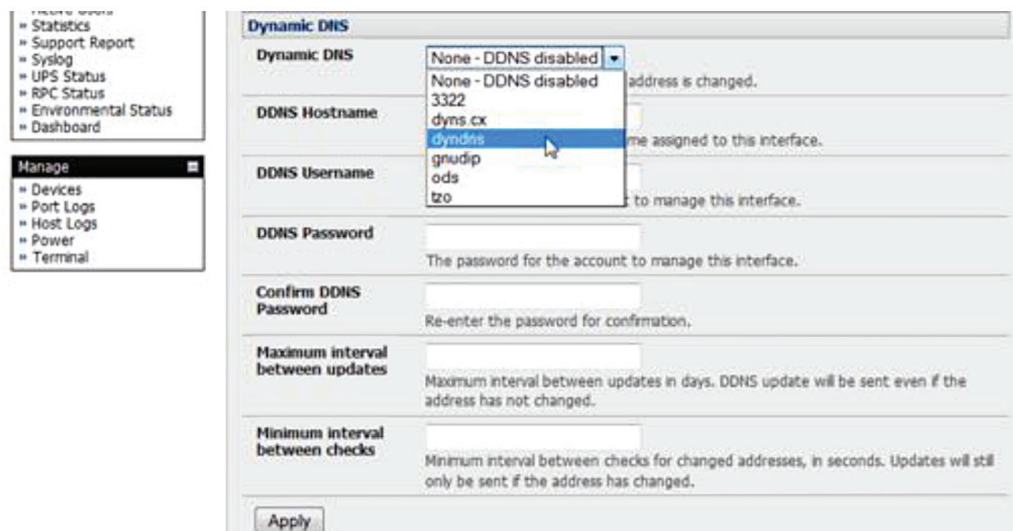 » Statistics
» Support Report
» Syslog
» UPS Status
» RPC Status
» Environmental Status
» Dashboard
Manage
» Devices
» Port Logs
» Host Logs
» Power
» Terminal
Dynamic DNS
Dynamic DNS
None - DDNS disabled
None - DDNS disabled
3322
dyns.cx
dyndns
gnudip
ods
tzo
address is changed.
DDNS Hostname
me assigned to this interface.
DDNS Username
to manage this interface.
DDNS Password
The password for the account to manage this interface.
Confirm DDNS
Password
Re-enter the password for confirmation.
Maximum interval
between updates
Maximum interval between updates in days. DDNS update will be sent even if the
address has not changed.
Minimum interval
between checks
Minimum interval between checks for changed addresses, in seconds. Updates will still
only be sent if the address has changed.
Apply